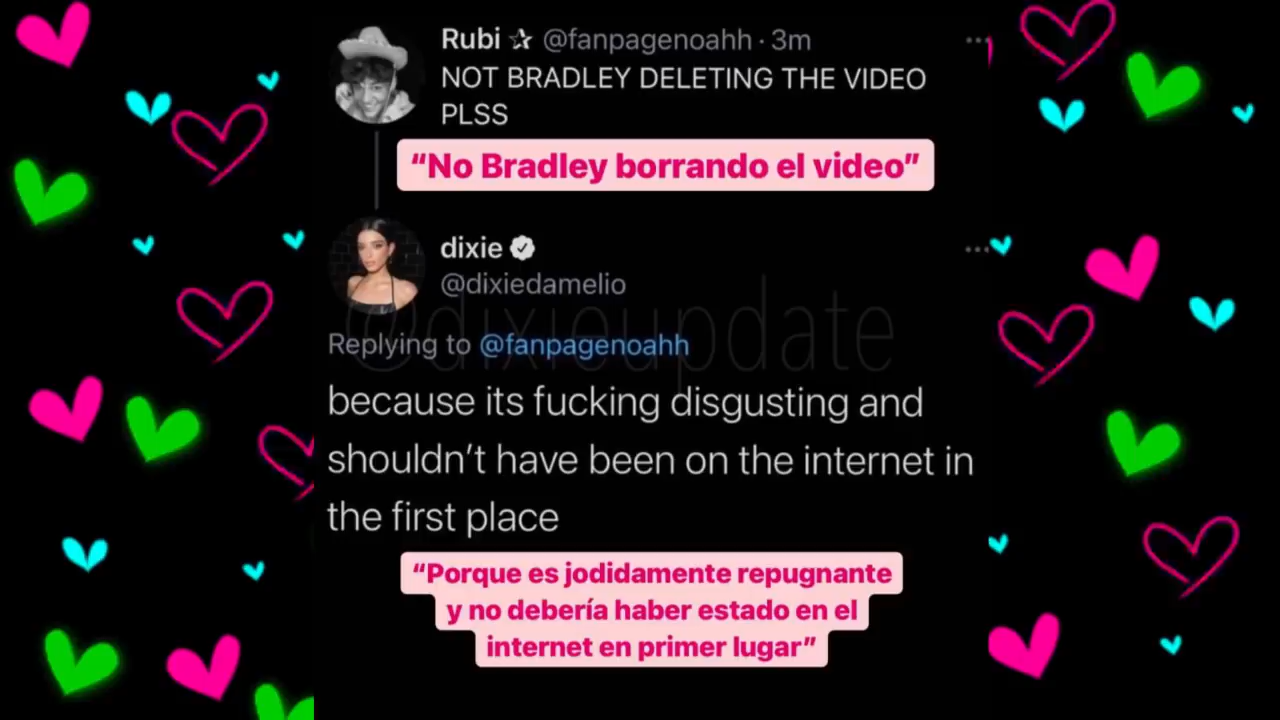 Rubi ☆ @fanpagenoahh · 3m
NOT BRADLEY DELETING THE VIDEO
PLSS
“No Bradley borrando el video”
dixie
@dixiedamelio
@dixieupdate
Replying to @fanpagenoahh
because its fucking disgusting and
shouldn’t have been on the internet in
the first place
“Porque es jodidamente repugnante
y no debería haber estado en el
internet en primer lugar”